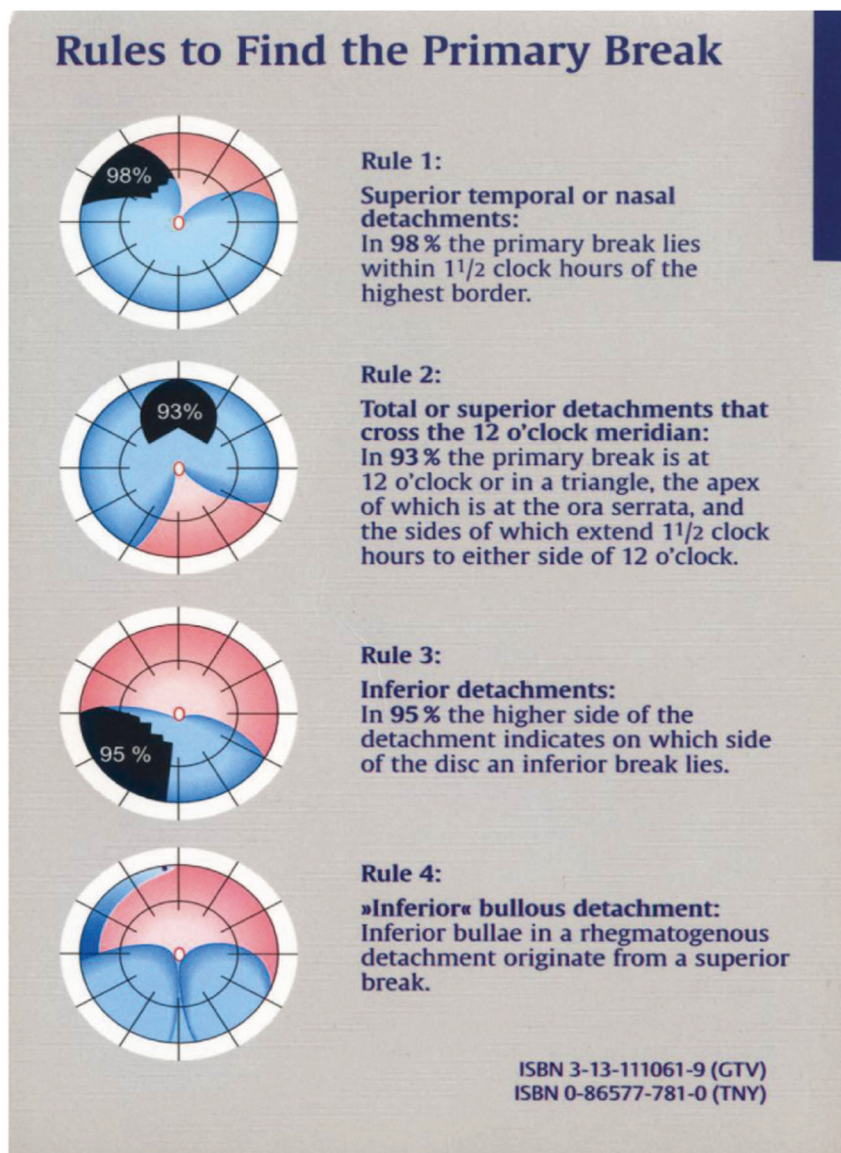 Rules to Find the Primary Break
98%
Rule 1:
Superior temporal or nasal
detachments:
In 98 % the primary break lies
within 1 1/2 clock hours of the
highest border.
93%
Rule 2:
Total or superior detachments that
cross the 12 o'clock meridian:
In 93 % the primary break is at
12 o'clock or in a triangle, the apex
of which is at the ora serrata, and
the sides of which extend 1 1/2 clock
hours to either side of 12 o'clock.
95 %
Rule 3:
Inferior detachments:
In 95 % the higher side of the
detachment indicates on which side
of the disc an inferior break lies.
Rule 4:
»Inferior« bullous detachment:
Inferior bullae in a rhegmatogenous
detachment originate from a superior
break.
ISBN 3-13-111061-9 (GTV)
ISBN 0-86577-781-0 (TNY)